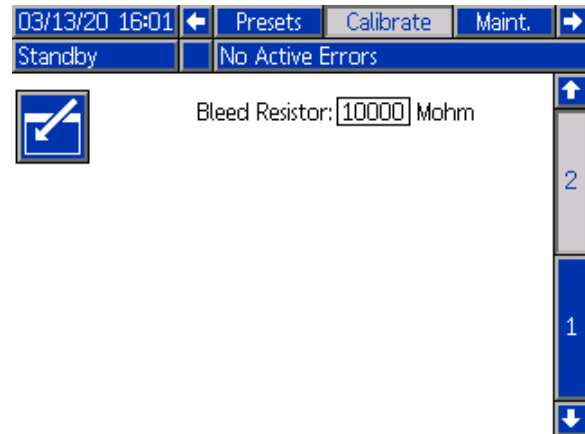 03/13/20 16:01 Presets Calibrate Maint.
Standby No Active Errors
Bleed Resistor: 10000 Mohm
2
1